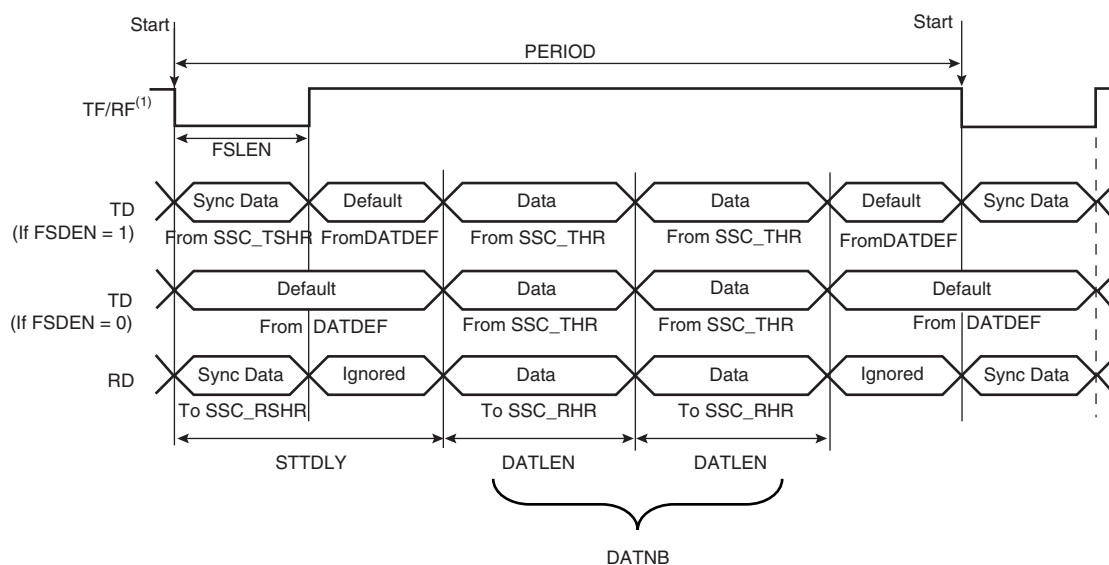 Start
Start
PERIOD
TF/RF(1)
FSLEN
TD
(If FSDEN = 1)
Sync Data
Default
Data
Data
Default
Sync Data
From SSC_TSHR
FromDATDEF
From SSC_THR
From SSC_THR
FromDATDEF
TD
(If FSDEN = 0)
Default
Data
Data
Default
From DATDEF
From SSC_THR
From SSC_THR
From DATDEF
RD
Sync Data
Ignored
Data
Data
Ignored
Sync Data
To SSC_RSHR
To SSC_RHR
To SSC_RHR
STTDLY
DATLEN
DATLEN
DATNB